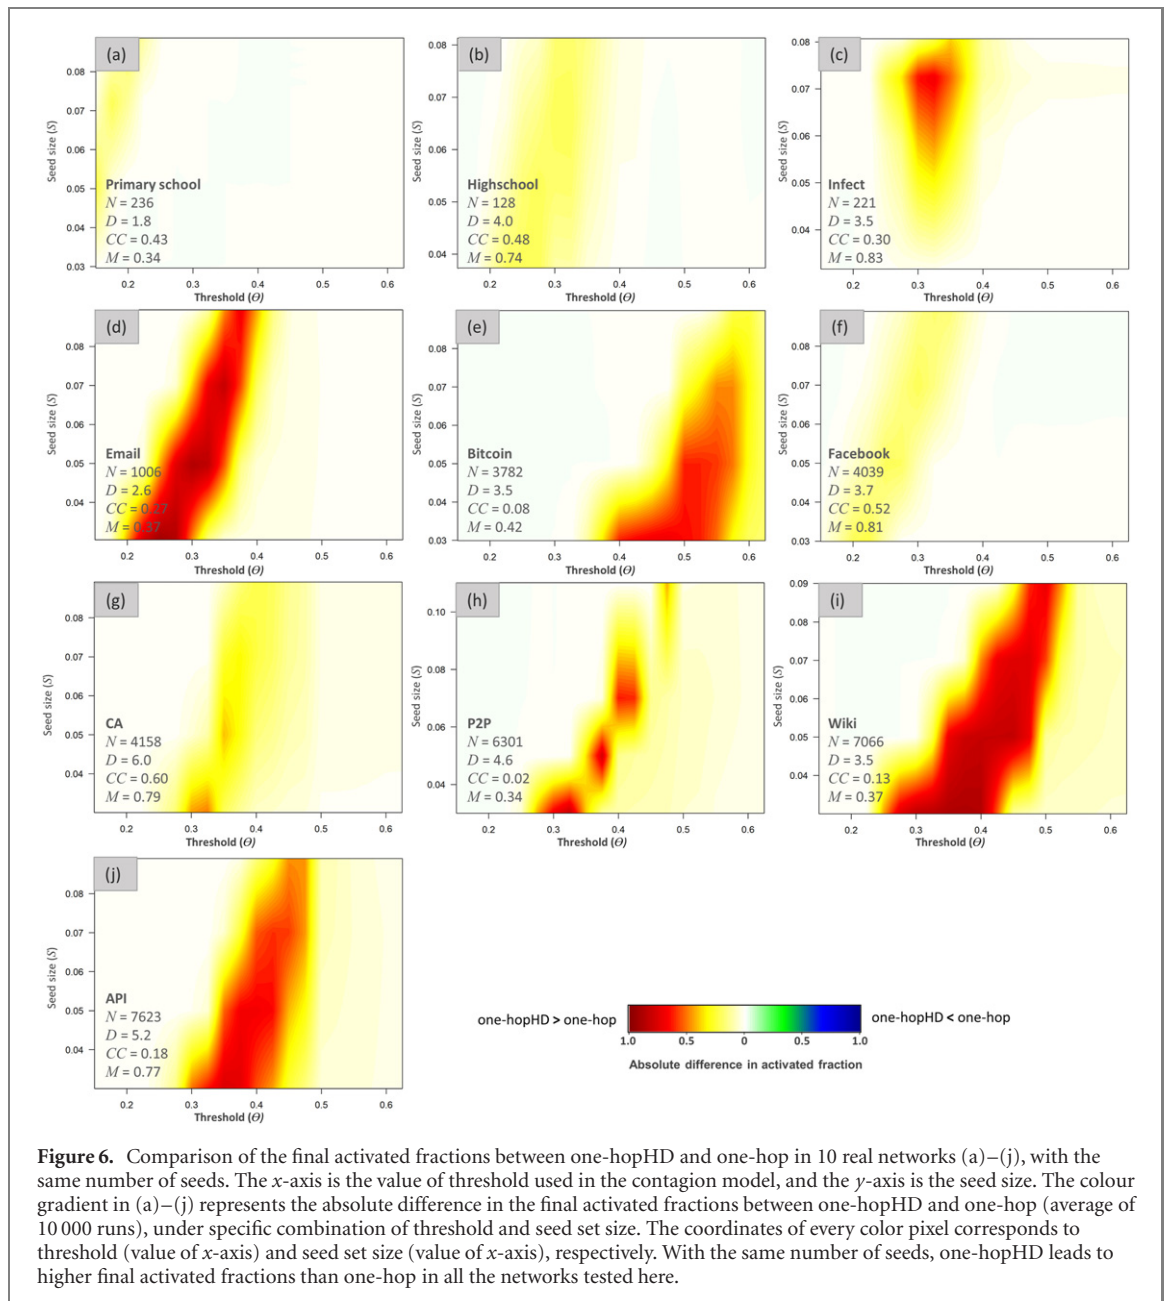 (a)
Seed size (S)
0.08
0.07
0.06
0.05
0.04
0.03
Primary school
N = 236
D = 1.8
CC = 0.43
M = 0.34
0.2 0.3 0.4 0.5 0.6
Threshold (Θ)
(b)
Seed size (S)
0.08
0.07
0.06
0.05
0.04
Highschool
N = 128
D = 4.0
CC = 0.48
M = 0.74
0.2 0.3 0.4 0.5 0.6
Threshold (Θ)
(c)
Seed size (S)
0.08
0.07
0.06
0.05
0.04
Infect
N = 221
D = 3.5
CC = 0.30
M = 0.83
0.2 0.3 0.4 0.5 0.6
Threshold (Θ)
(d)
Seed size (S)
0.08
0.07
0.06
0.05
0.04
Email
N = 1006
D = 2.6
CC = 0.27
M = 0.37
0.2 0.3 0.4 0.5 0.6
Threshold (Θ)
(e)
Seed size (S)
0.08
0.07
0.06
0.05
0.04
0.03
Bitcoin
N = 3782
D = 3.5
CC = 0.08
M = 0.42
0.2 0.3 0.4 0.5 0.6
Threshold (Θ)
(f)
Seed size (S)
0.08
0.07
0.06
0.05
0.04
0.03
Facebook
N = 4039
D = 3.7
CC = 0.52
M = 0.81
0.2 0.3 0.4 0.5 0.6
Threshold (Θ)
(g)
Seed size (S)
0.08
0.07
0.06
0.05
0.04
CA
N = 4158
D = 6.0
CC = 0.60
M = 0.79
0.2 0.3 0.4 0.5 0.6
Threshold (Θ)
(h)
Seed size (S)
0.10
0.08
0.06
0.04
P2P
N = 6301
D = 4.6
CC = 0.02
M = 0.34
0.2 0.3 0.4 0.5 0.6
Threshold (Θ)
(i)
Seed size (S)
0.09
0.08
0.07
0.06
0.05
0.04
Wiki
N = 7066
D = 3.5
CC = 0.13
M = 0.37
0.2 0.3 0.4 0.5 0.6
Threshold (Θ)
(j)
Seed size (S)
0.08
0.07
0.06
0.05
0.04
API
N = 7623
D = 5.2
CC = 0.18
M = 0.77
0.2 0.3 0.4 0.5 0.6
Threshold (Θ)
one-hopHD > one-hop
one-hopHD < one-hop
1.0 0.5 0 0.5 1.0
Absolute difference in activated fraction
Figure 6. Comparison of the final activated fractions between one-hopHD and one-hop in 10 real networks (a)–(j), with the
same number of seeds. The x-axis is the value of threshold used in the contagion model, and the y-axis is the seed size. The colour
gradient in (a)–(j) represents the absolute difference in the final activated fractions between one-hopHD and one-hop (average of
10 000 runs), under specific combination of threshold and seed set size. The coordinates of every color pixel corresponds to
threshold (value of x-axis) and seed set size (value of x-axis), respectively. With the same number of seeds, one-hopHD leads to
higher final activated fractions than one-hop in all the networks tested here.